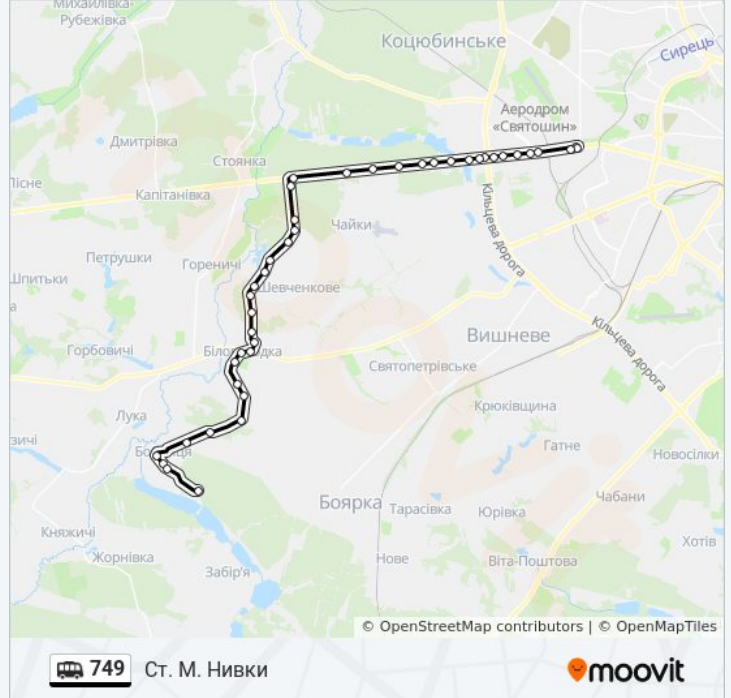 Михайлівка-
Рубежівка
Коцюбинське
Сирець
Аеродром
«Святошин»
Дмитрівка
Стоянка
Лісне
Капітанівка
Кільцева дорога
Чайки
Петрушки
Гореничі
Шпитьки
Шевченкове
Вишневе
Кільцева дорога
Горбовичі
Білогородка
Святопетрівське
Лука
Крюківщина
зичі
Гатне
Новосілки
Бобриця
Боярка
Тарасівка
Юрівка
Чабани
Княжичі
Хотів
Жорнівка
Нове
Віта-Поштова
Забір'я
© OpenStreetMap contributors | © OpenMapTiles
749 Ст. М. Нивки
moovit